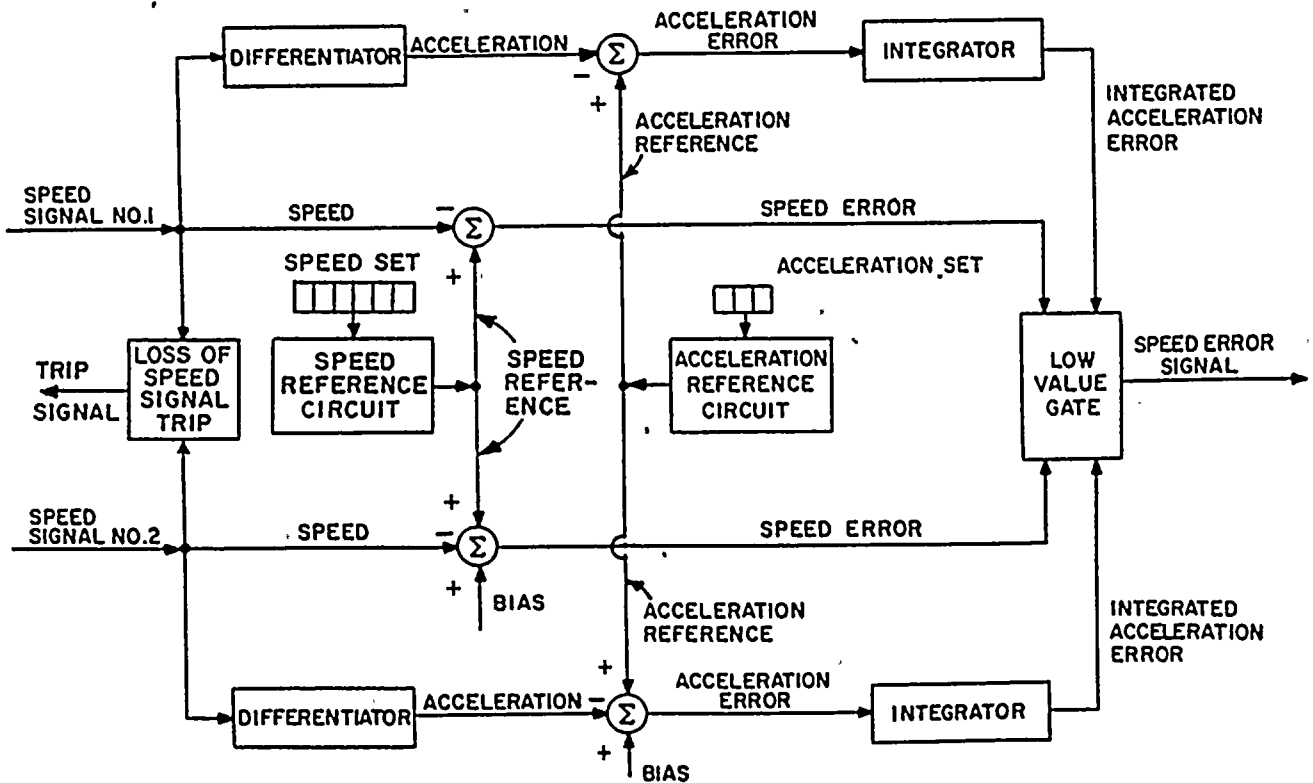 DIFFERENTIATOR
ACCELERATION
Σ
ACCELERATION
ERROR
INTEGRATOR
−
+
ACCELERATION
REFERENCE
INTEGRATED
ACCELERATION
ERROR
SPEED
SIGNAL NO.1
SPEED
−
Σ
+
SPEED ERROR
SPEED SET
ACCELERATION SET
LOSS OF
SPEED
SIGNAL
TRIP
TRIP
SIGNAL
SPEED
REFERENCE
CIRCUIT
SPEED
REFER-
ENCE
ACCELERATION
REFERENCE
CIRCUIT
LOW
VALUE
GATE
SPEED ERROR
SIGNAL
SPEED
SIGNAL NO.2
SPEED
+
−
Σ
+
BIAS
SPEED ERROR
ACCELERATION
REFERENCE
INTEGRATED
ACCELERATION
ERROR
DIFFERENTIATOR
ACCELERATION
+
−
Σ
+
BIAS
ACCELERATION
ERROR
INTEGRATOR